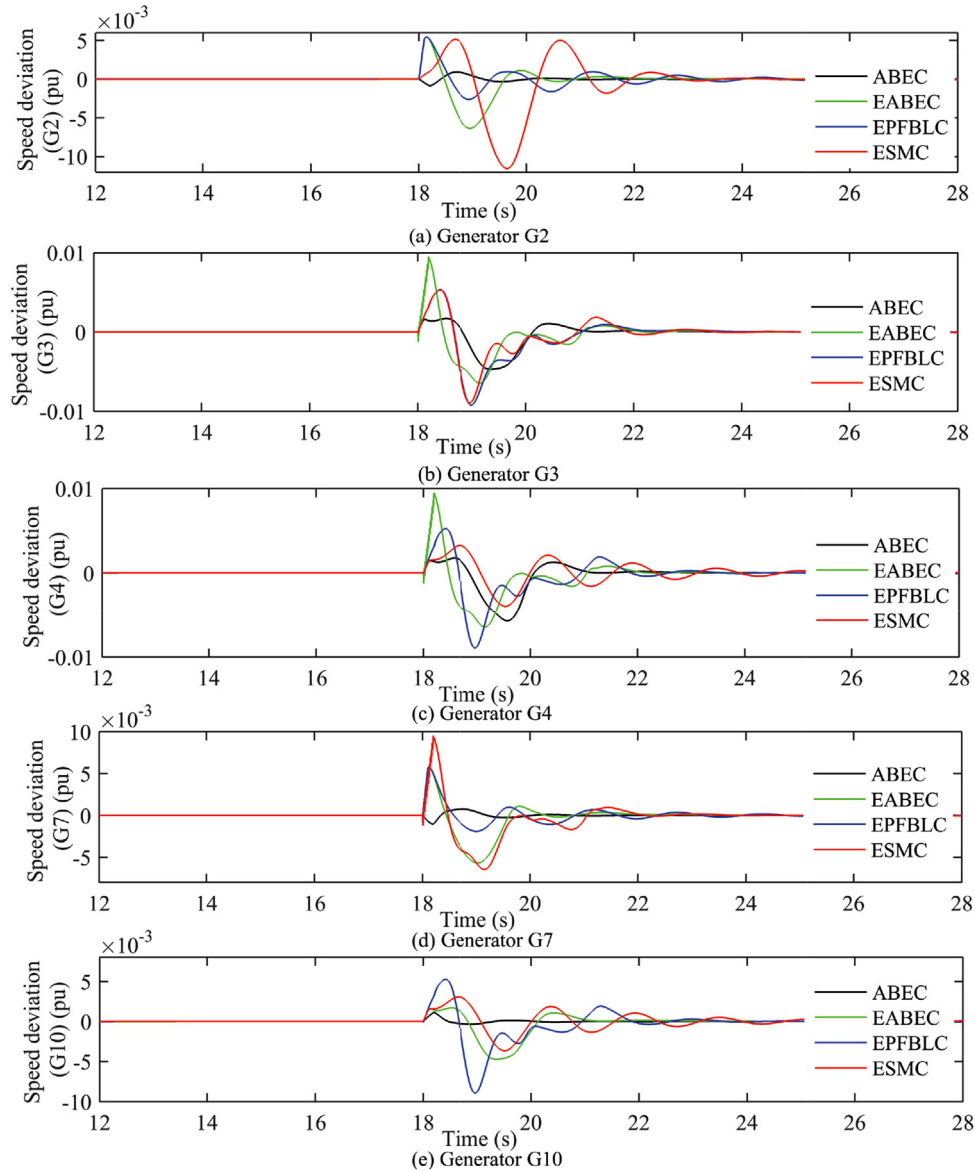 ×10-3
5
0
-5
-10
Speed deviation
(G2) (pu)
ABEC
EABEC
EPFBLC
ESMC
12 14 16 18 20 22 24 26 28
Time (s)
(a) Generator G2
0.01
0
-0.01
Speed deviation
(G3) (pu)
ABEC
EABEC
EPFBLC
ESMC
12 14 16 18 20 22 24 26 28
Time (s)
(b) Generator G3
0.01
0
-0.01
Speed deviation
(G4) (pu)
ABEC
EABEC
EPFBLC
ESMC
12 14 16 18 20 22 24 26 28
Time (s)
(c) Generator G4
×10-3
10
5
0
-5
Speed deviation
(G7) (pu)
ABEC
EABEC
EPFBLC
ESMC
12 14 16 18 20 22 24 26 28
Time (s)
(d) Generator G7
×10-3
5
0
-5
-10
Speed deviation
(G10) (pu)
ABEC
EABEC
EPFBLC
ESMC
12 14 16 18 20 22 24 26 28
Time (s)
(e) Generator G10